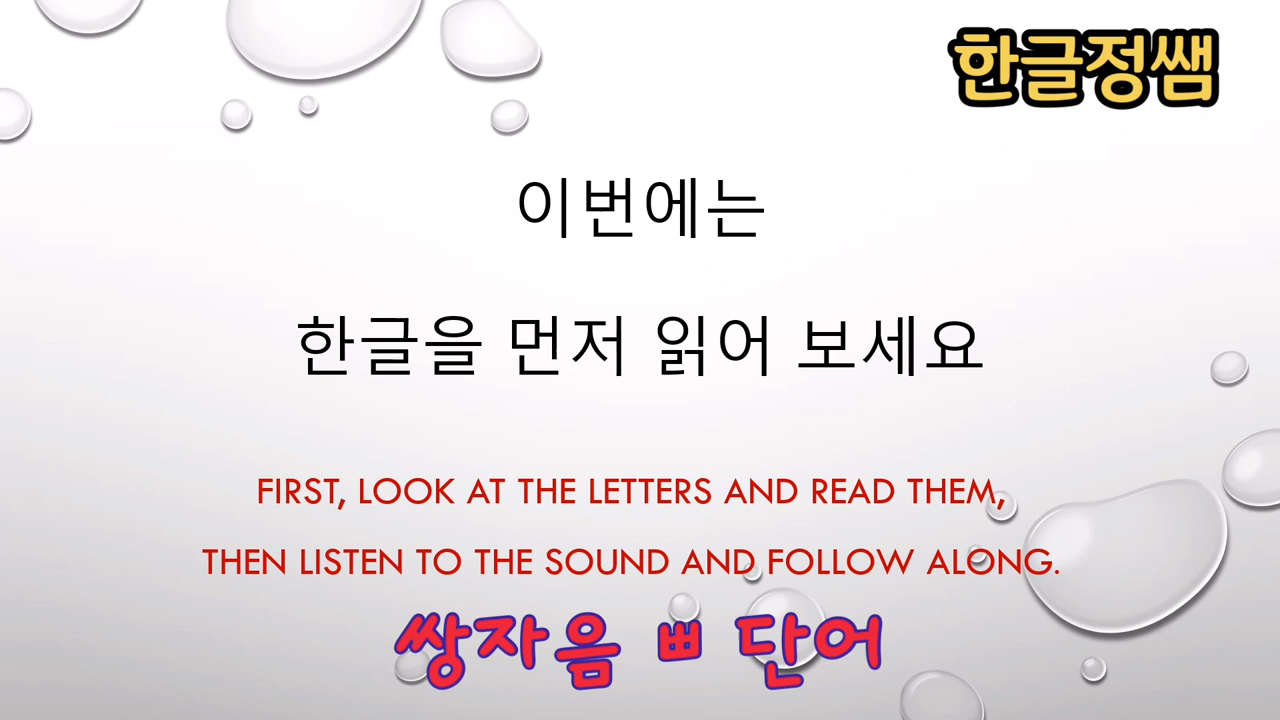 한글정쌤
이번에는
한글을 먼저 읽어 보세요
FIRST, LOOK AT THE LETTERS AND READ THEM,
THEN LISTEN TO THE SOUND AND FOLLOW ALONG.
쌍자음 ㅃ 단어